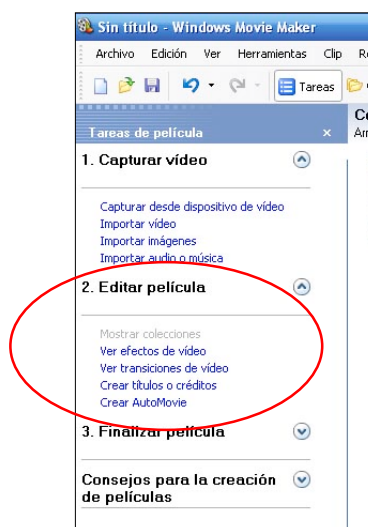 Sin título - Windows Movie Maker
Archivo Edición Ver Herramientas Clip
Tareas
Tareas de película
1. Capturar vídeo
Capturar desde dispositivo de vídeo
Importar vídeo
Importar imágenes
Importar audio o música
2. Editar película
Mostrar colecciones
Ver efectos de vídeo
Ver transiciones de vídeo
Crear títulos o créditos
Crear AutoMovie
3. Finalizar película
Consejos para la creación
de películas